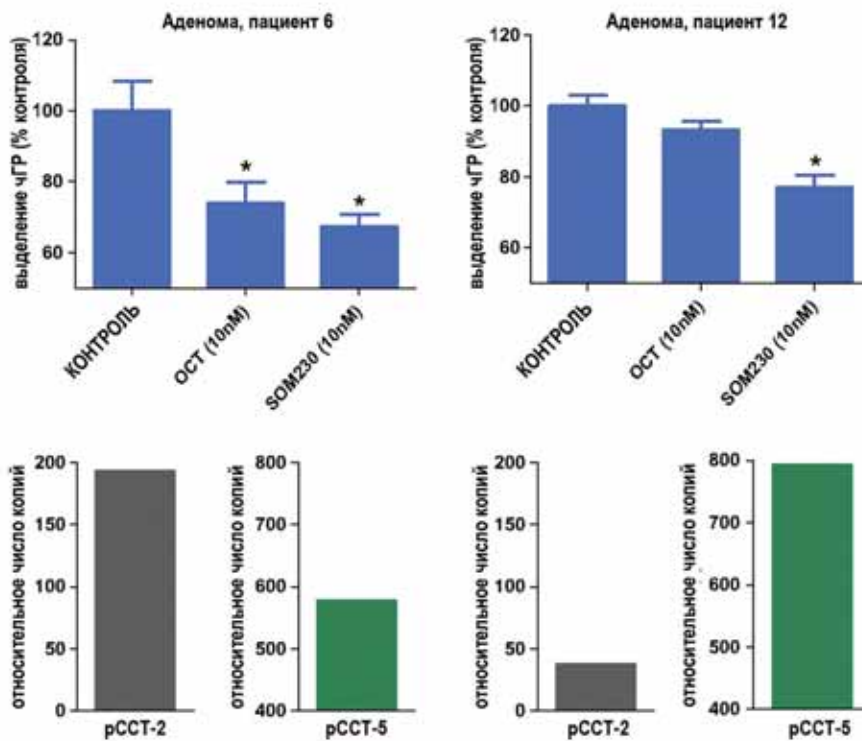 Аденома, пациент 6
выделение чГР (% контроля)
120
100
80
60
*
*
КОНТРОЛЬ
ОСТ (10nM)
SOM230 (10nM)
Аденома, пациент 12
выделение чГР (% контроля)
120
100
80
60
*
КОНТРОЛЬ
ОСТ (10nM)
SOM230 (10nM)
относительное число копий
200
150
100
50
0
рССТ-2
относительное число копий
800
700
600
500
400
рССТ-5
относительное число копий
200
150
100
50
0
рССТ-2
относительное число копий
800
700
600
500
400
рССТ-5